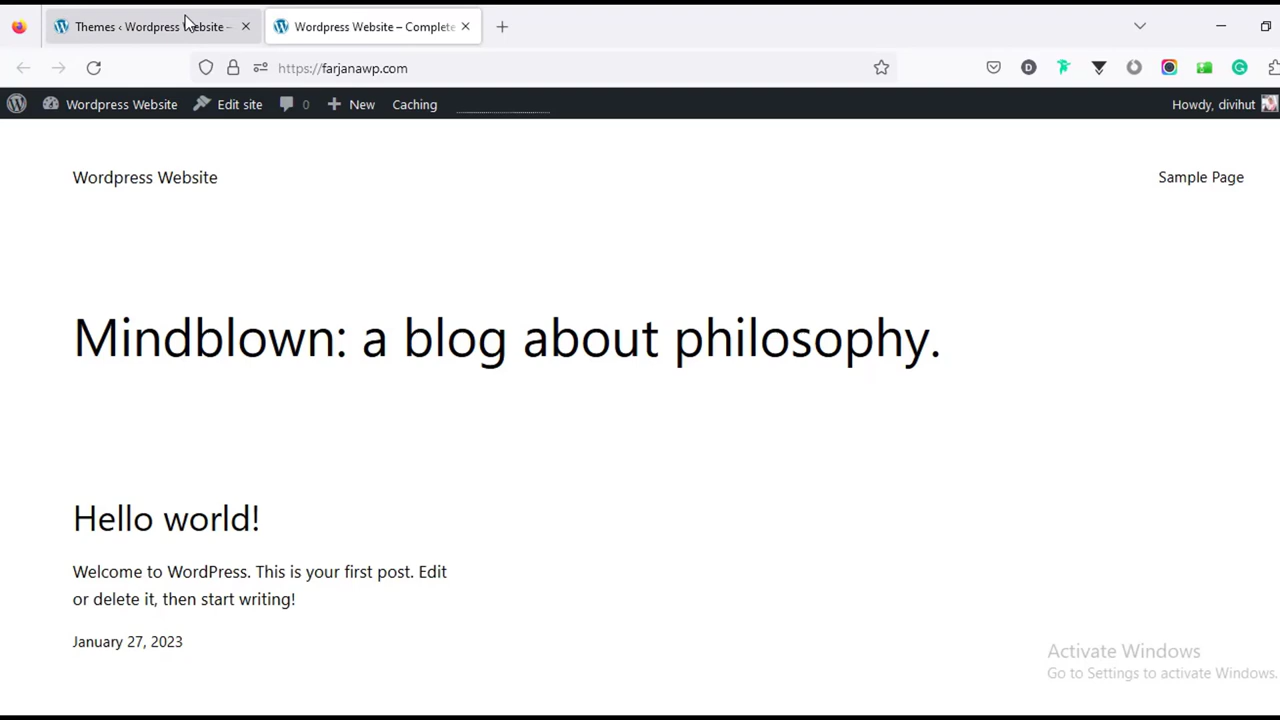 Themes ‹ Wordpress Website –
Wordpress Website – Complete
https://farjanawp.com
Wordpress Website
Edit site
0
New
Caching
Howdy, divihut
Wordpress Website
Sample Page
Mindblown: a blog about philosophy.
Hello world!
Welcome to WordPress. This is your first post. Edit
or delete it, then start writing!
January 27, 2023
Activate Windows
Go to Settings to activate Windows.